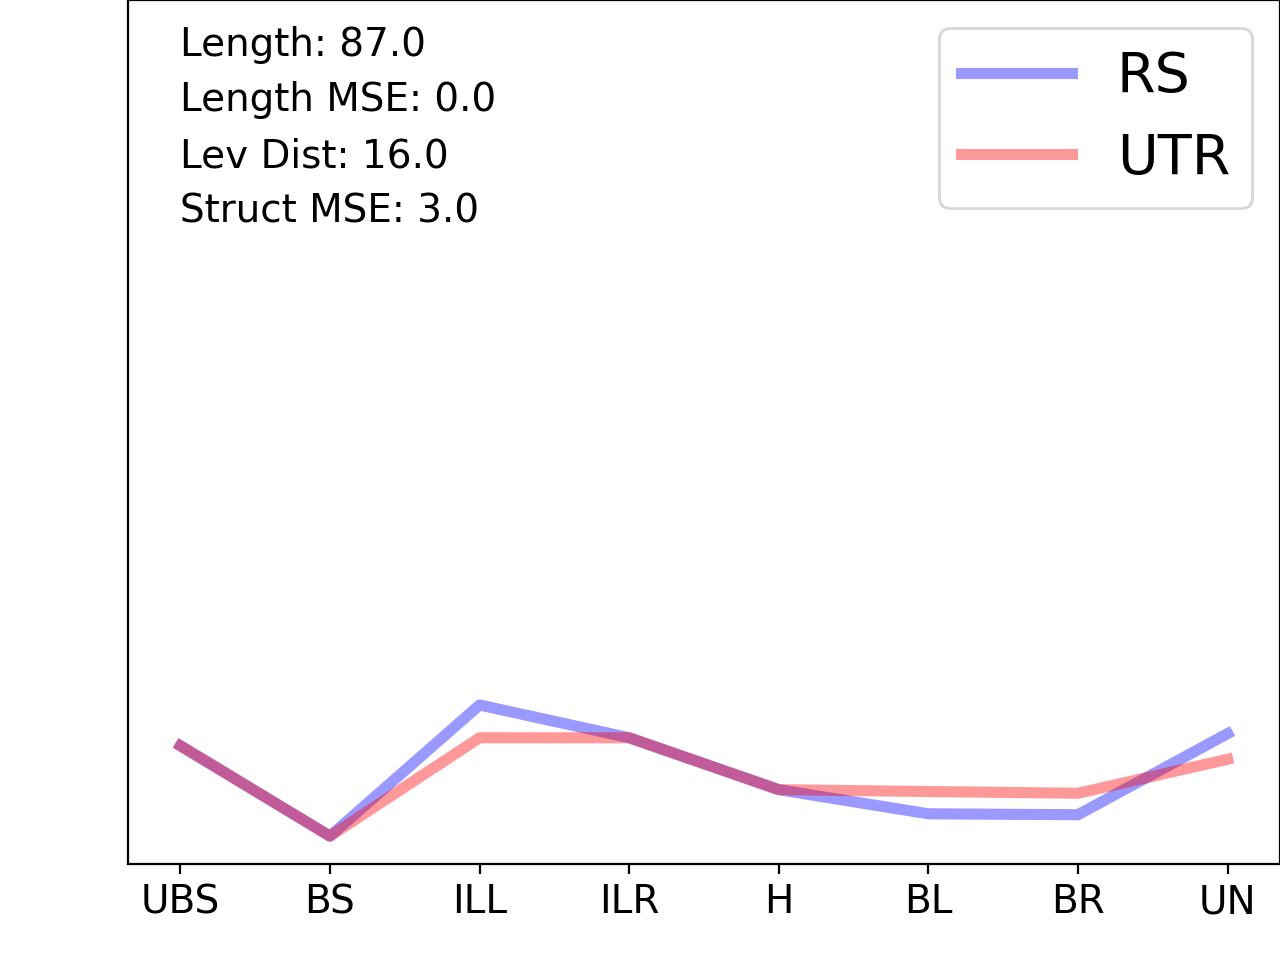 Length: 87.0
Length MSE: 0.0
Lev Dist: 16.0
Struct MSE: 3.0
RS
UTR
UBS BS ILL ILR H BL BR UN